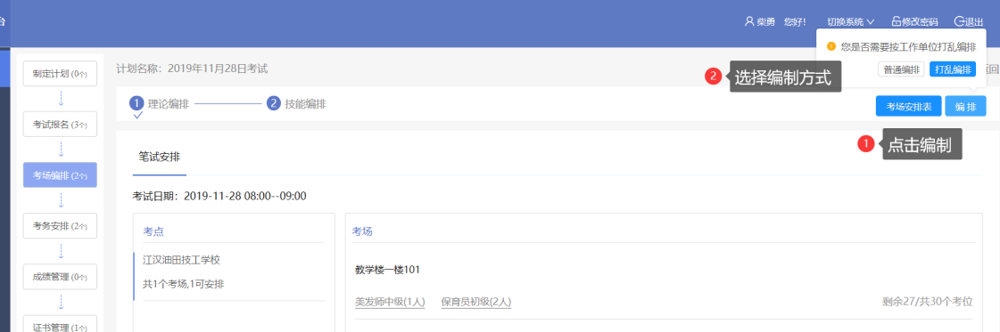 台
柴勇 您好! 切换系统 修改密码 退出
您是否需要按工作单位打乱编排
普通编排 打乱编排
制定计划 (0个)
计划名称：2019年11月28日考试
2 选择编制方式
回
1 理论编排 2 技能编排
考场安排表 编 排
考试报名 (3个)
1 点击编制
笔试安排
考场编排 (2个)
考试日期：2019-11-28 08:00--09:00
考务安排 (2个)
考点
考场
江汉油田技工学校
教学楼一楼101
成绩管理 (0个)
共1个考场,1可安排
美发师中级(1人) 保育员初级(2人) 剩余27/共30个考位
证书管理 (1个)